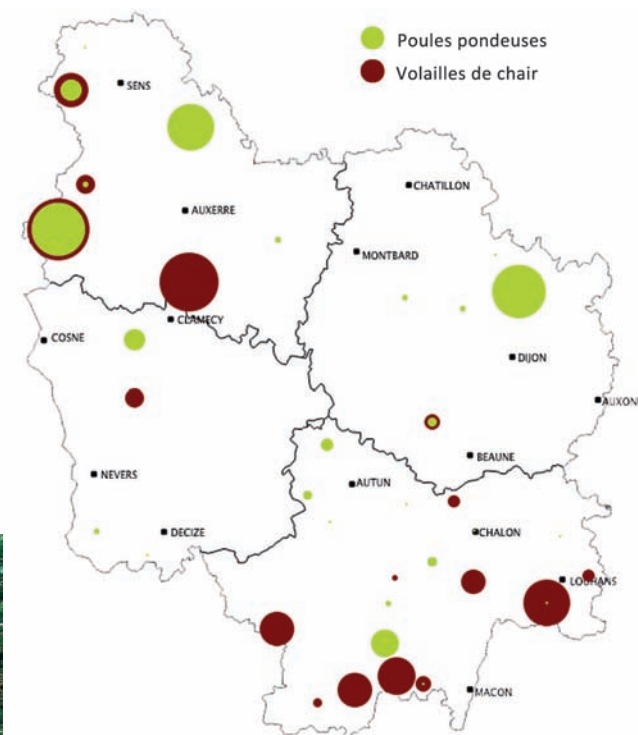 Poules pondeuses
Volailles de chair
SENS
CHATILLON
AUXERRE
MONTBARD
CLAMECY
COSNE
DIJON
AUXON
BEAUNE
NEVERS
AUTUN
DECIZE
CHALON
LOUHANS
MACON